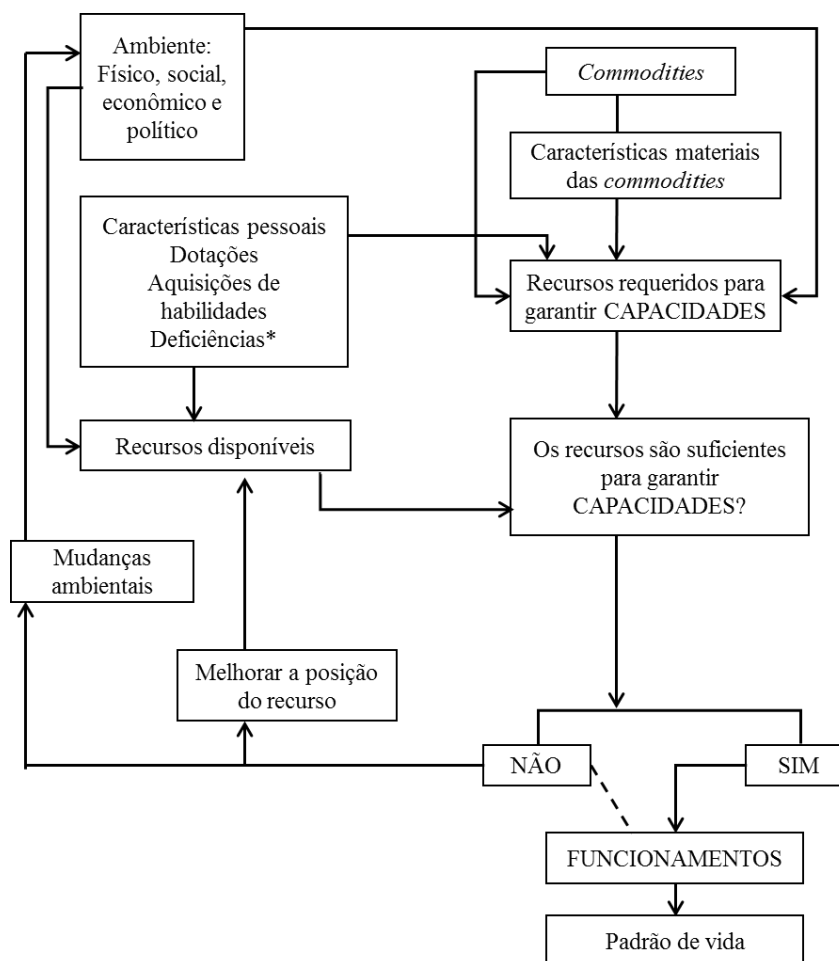 Ambiente:
Físico, social,
econômico e
político
Commodities
Características materiais
das commodities
Características pessoais
Dotações
Aquisições de
habilidades
Deficiências*
Recursos requeridos para
garantir CAPACIDADES
Recursos disponíveis
Os recursos são suficientes
para garantir
CAPACIDADES?
Mudanças
ambientais
Melhorar a posição
do recurso
NÃO
SIM
FUNCIONAMENTOS
Padrão de vida